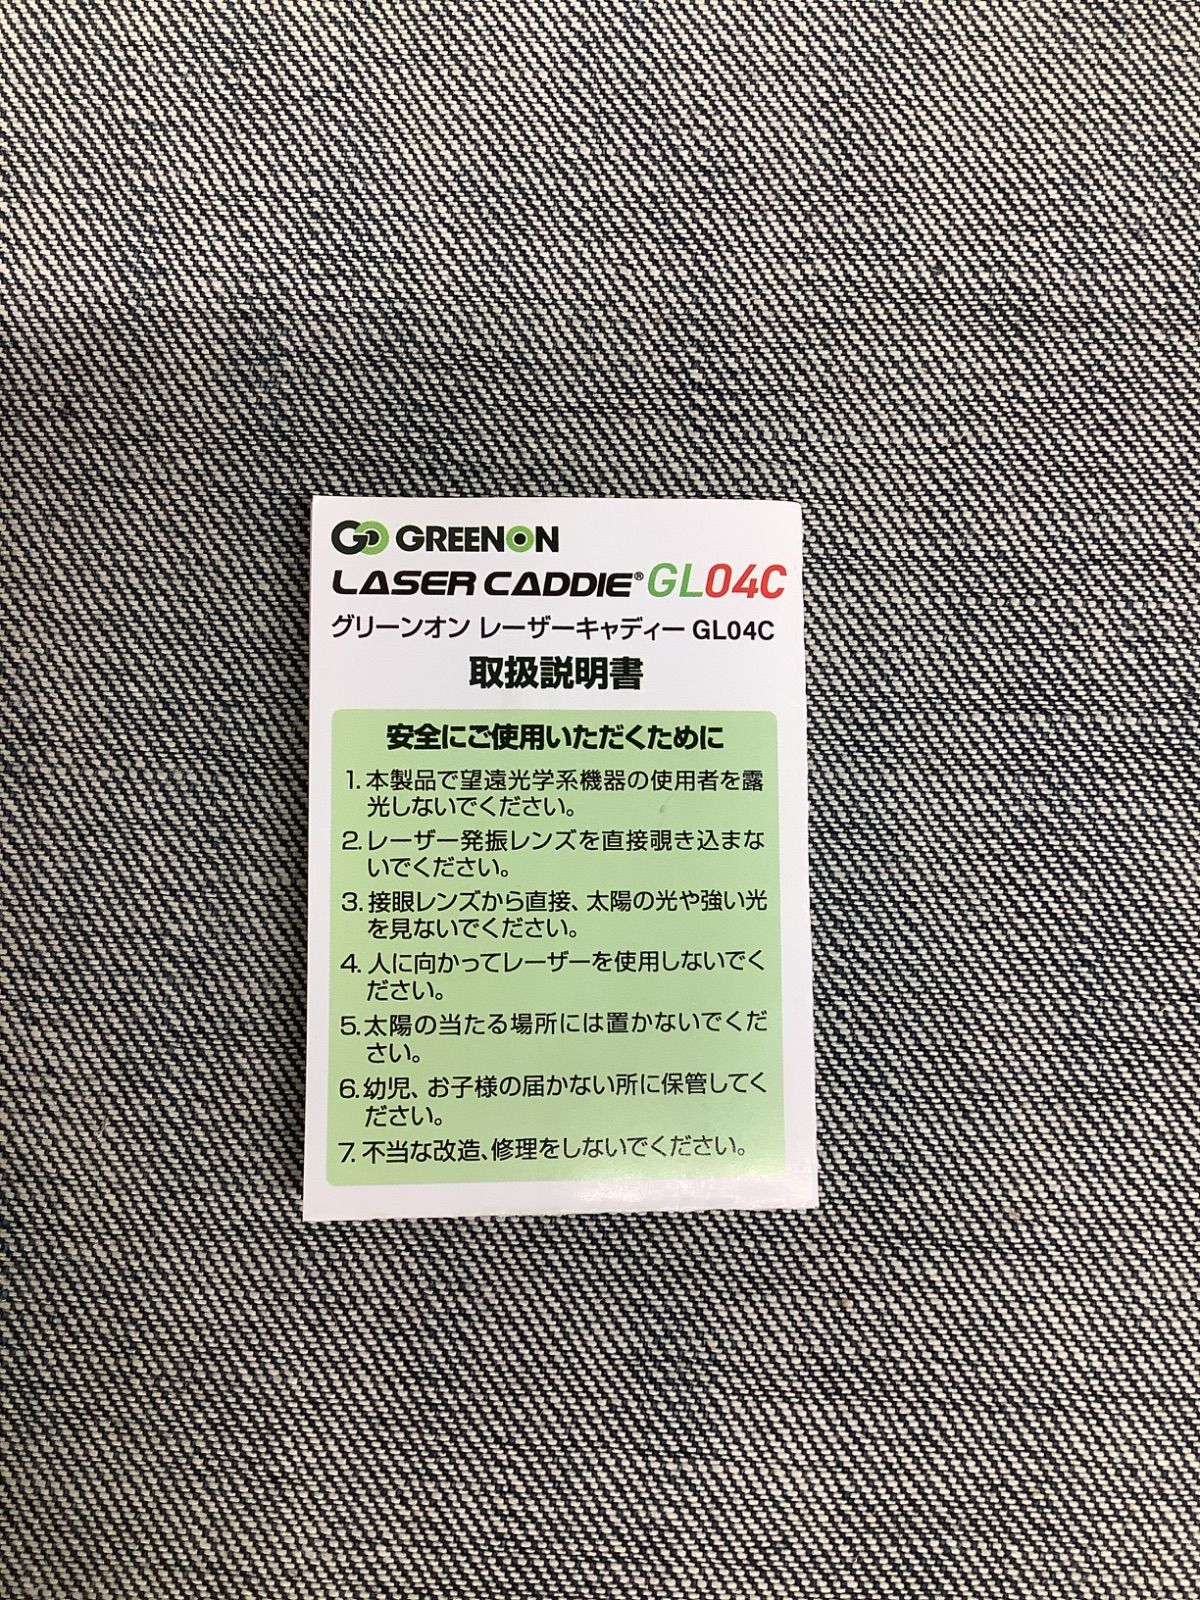 GO GREENON
LASER CADDIE® GL04C
グリーンオン レーザーキャディー GL04C
取扱説明書
安全にご使用いただくために
1. 本製品で望遠光学系機器の使用者を露
光しないでください。
2. レーザー発振レンズを直接覗き込まな
いでください。
3. 接眼レンズから直接、太陽の光や強い光
を見ないでください。
4. 人に向かってレーザーを使用しないでく
ださい。
5. 太陽の当たる場所には置かないでくだ
さい。
6. 幼児、お子様の届かない所に保管してく
ださい。
7. 不当な改造、修理をしないでください。